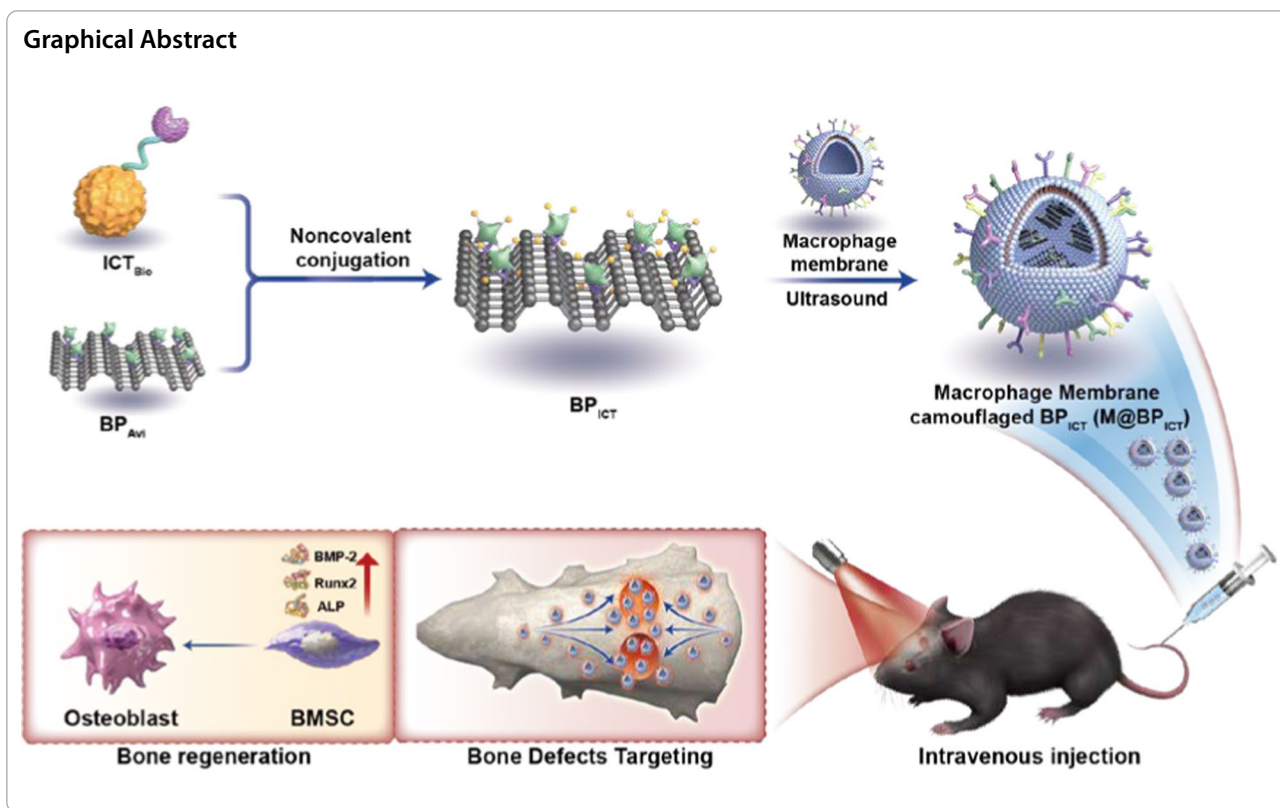 Graphical Abstract
ICT_Bio
BP_Avi
Noncovalent
conjugation
BP_ICT
Macrophage
membrane
Ultrasound
Macrophage Membrane
camouflaged BP_ICT (M@BP_ICT)
BMP-2
Runx2
ALP
Osteoblast
BMSC
Bone regeneration
Bone Defects Targeting
Intravenous injection